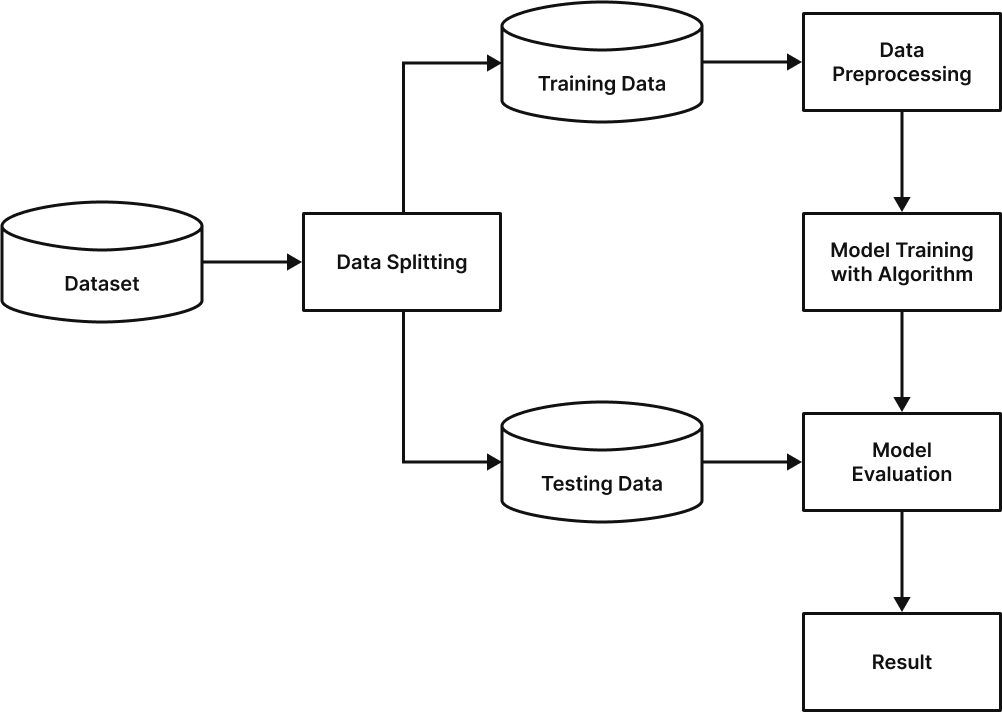 Dataset
Data Splitting
Training Data
Data
Preprocessing
Model Training
with Algorithm
Testing Data
Model
Evaluation
Result